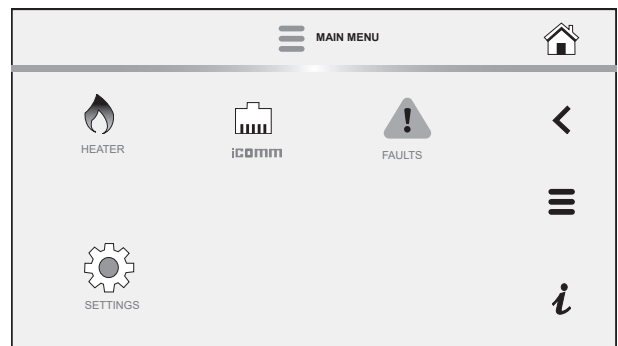 MAIN MENU
HEATER
iCOMM
FAULTS
SETTINGS
i